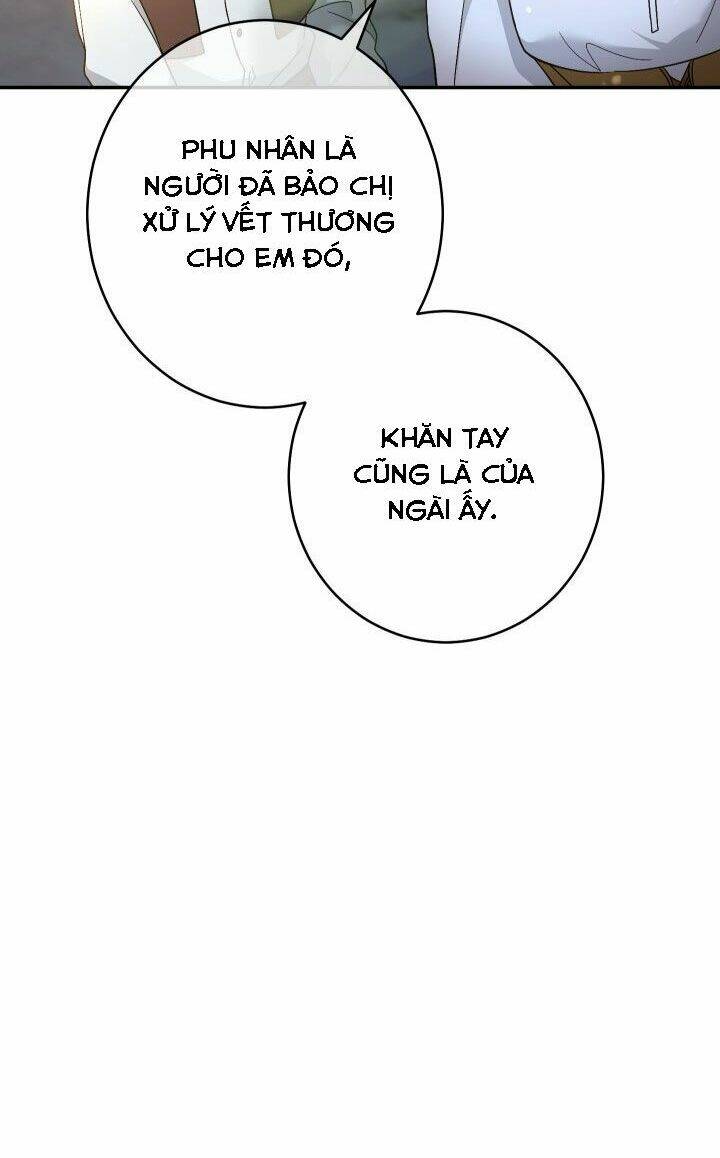 PHU NHÂN LÀ
NGƯỜI ĐÃ BẢO CHỊ
XỬ LÝ VẾT THƯƠNG
CHO EM ĐÓ,
KHĂN TAY
CŨNG LÀ CỦA
NGÀI ẤY.